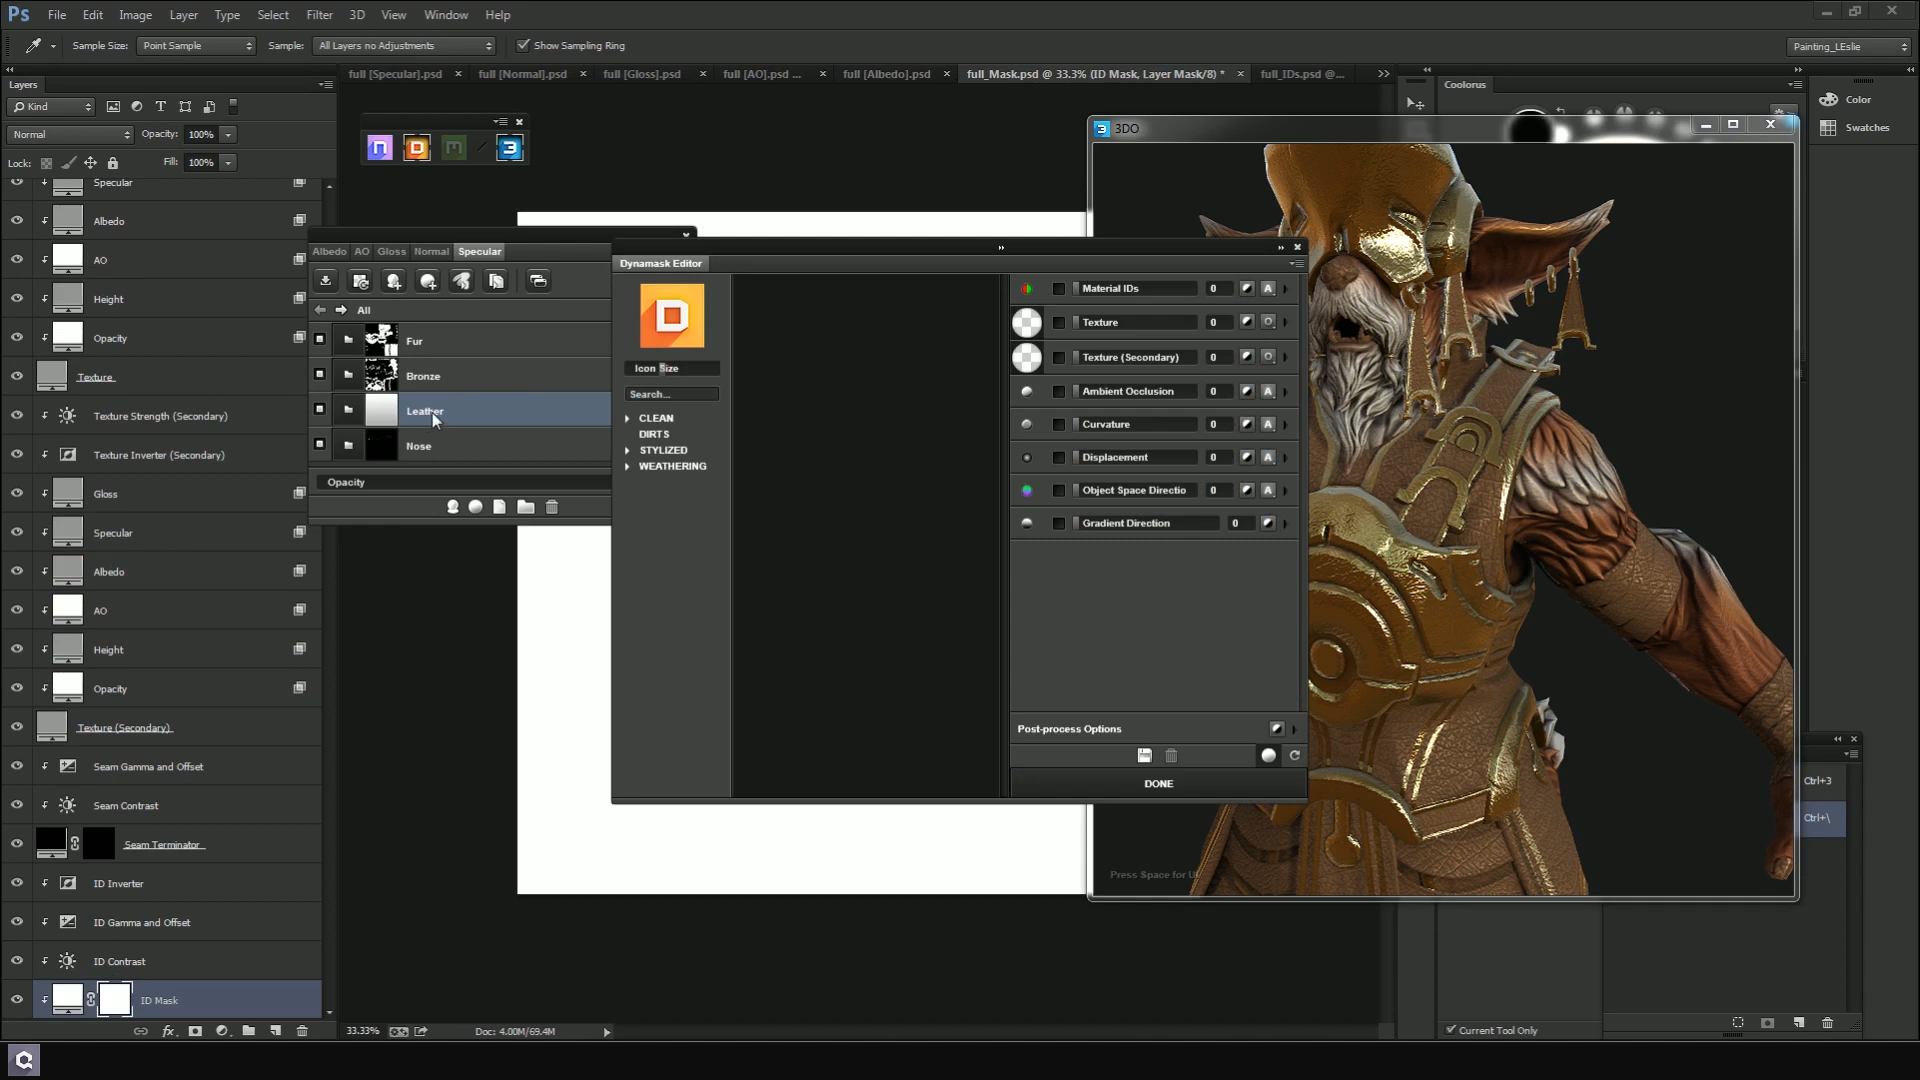 Ps File Edit Image Layer Type Select Filter 3D View Window Help
Sample Size: Point Sample Sample: All Layers no Adjustments Show Sampling Ring Painting_LEslie
Layers
full [Specular].psd full [Normal].psd full [Gloss].psd full [AO].psd ... full [Albedo].psd full_Mask.psd @ 33.3% (ID Mask, Layer Mask/8) * full_IDs.psd @...
Kind
Normal Opacity: 100%
Lock: Fill: 100%
Specular
Albedo
AO
Height
Opacity
Texture
Texture Strength (Secondary)
Texture Inverter (Secondary)
Gloss
Specular
Albedo
AO
Height
Opacity
Texture (Secondary)
Seam Gamma and Offset
Seam Contrast
Seam Terminator
ID Inverter
ID Gamma and Offset
ID Contrast
ID Mask
fx
33.33% Doc: 4.00M/69.4M
n D M 3
Albedo AO Gloss Normal Specular
All
Fur
Bronze
Leather
Nose
Opacity
Dynamask Editor
D
Icon Size
Search...
CLEAN
DIRTS
STYLIZED
WEATHERING
Material IDs 0 A
Texture 0 O
Texture (Secondary) 0 O
Ambient Occlusion 0 A
Curvature 0 A
Displacement 0 A
Object Space Directio 0 A
Gradient Direction 0
Post-process Options
DONE
3 3DO
Press Space for UI
Coolorus
Color
Swatches
Ctrl+3
Ctrl+\
Current Tool Only